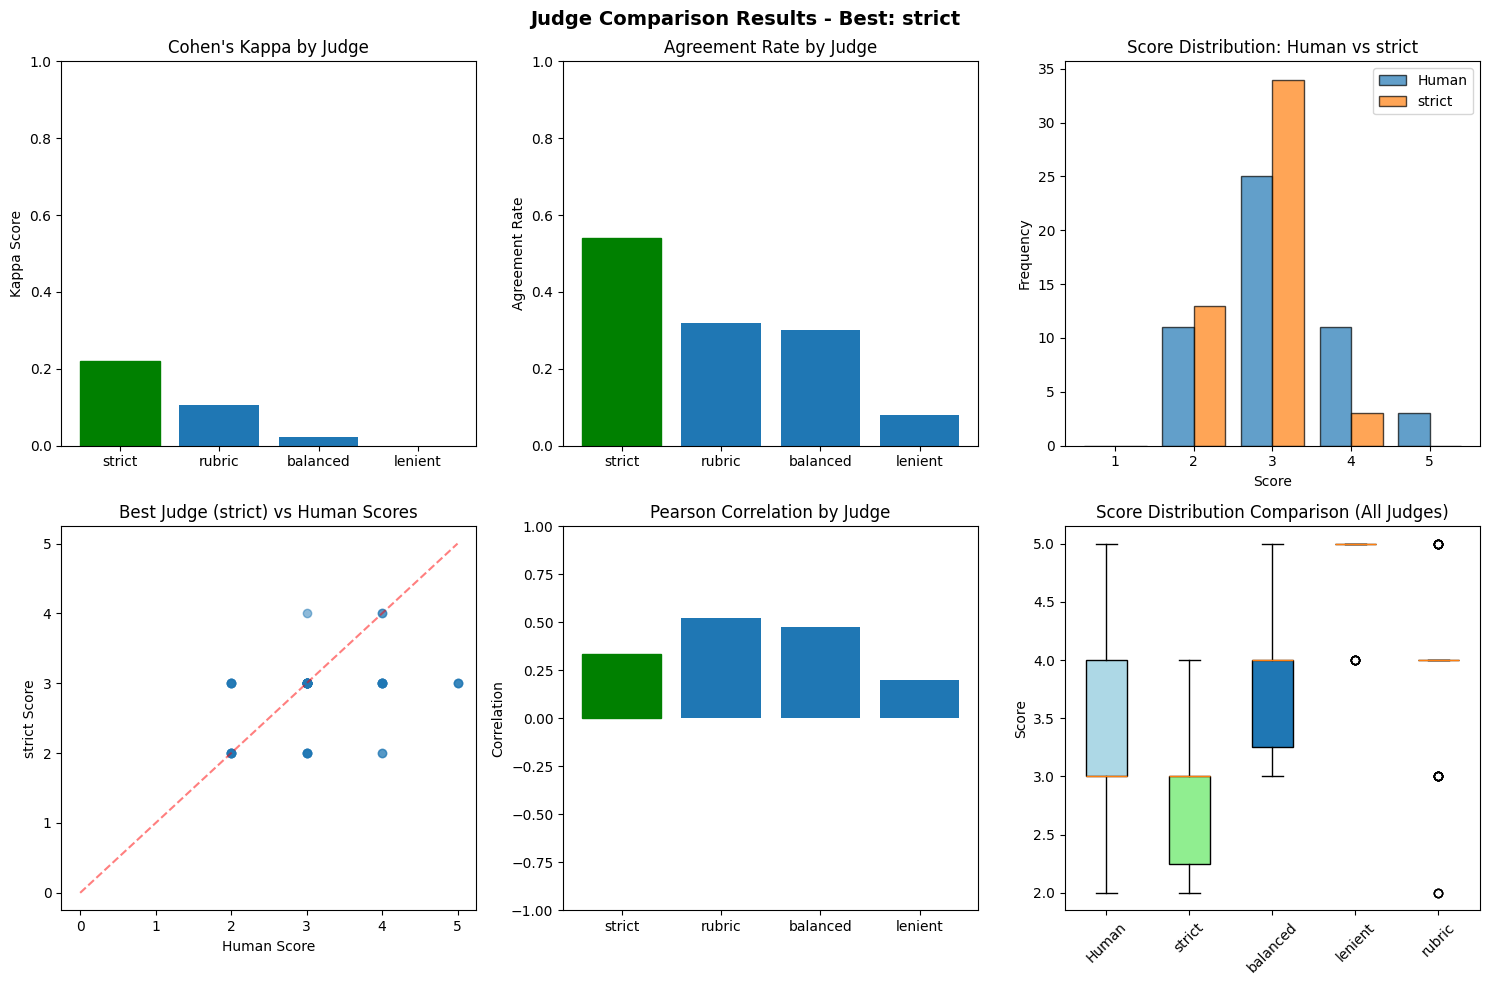 Judge Comparison Results - Best: strict
Cohen's Kappa by Judge
Kappa Score
1.0
0.8
0.6
0.4
0.2
0.0
strict rubric balanced lenient
Agreement Rate by Judge
Agreement Rate
1.0
0.8
0.6
0.4
0.2
0.0
strict rubric balanced lenient
Score Distribution: Human vs strict
Frequency
35
30
25
20
15
10
5
0
Human
strict
1 2 3 4 5
Score
Best Judge (strict) vs Human Scores
strict Score
5
4
3
2
1
0
0 1 2 3 4 5
Human Score
Pearson Correlation by Judge
Correlation
1.00
0.75
0.50
0.25
0.00
−0.25
−0.50
−0.75
−1.00
strict rubric balanced lenient
Score Distribution Comparison (All Judges)
Score
5.0
4.5
4.0
3.5
3.0
2.5
2.0
Human strict balanced lenient rubric